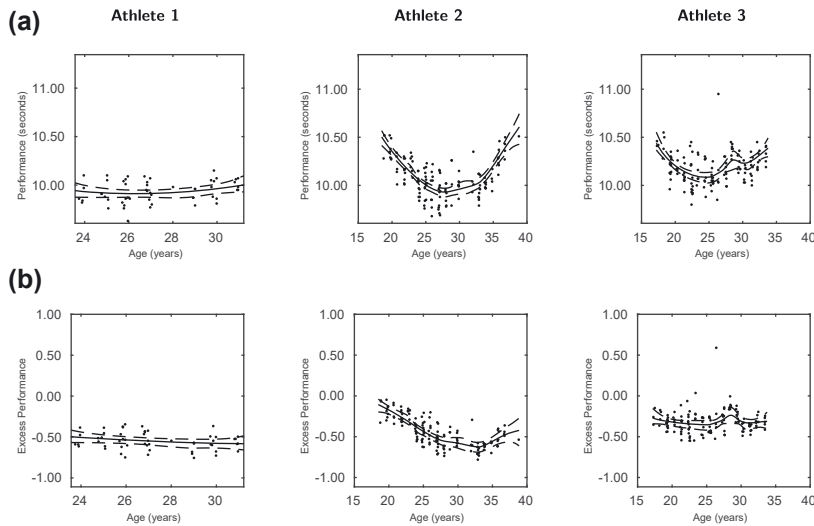 Athlete 1 Athlete 2 Athlete 3
(a)
Performance (seconds)
11.00
10.50
10.00
24 26 28 30
Age (years)
Performance (seconds)
11.00
10.50
10.00
15 20 25 30 35 40
Age (years)
Performance (seconds)
11.00
10.50
10.00
15 20 25 30 35 40
Age (years)
(b)
Excess Performance
1.00
0.50
0.00
-0.50
-1.00
24 26 28 30
Age (years)
Excess Performance
1.00
0.50
0.00
-0.50
-1.00
15 20 25 30 35 40
Age (years)
Excess Performance
1.00
0.50
0.00
-0.50
-1.00
15 20 25 30 35 40
Age (years)